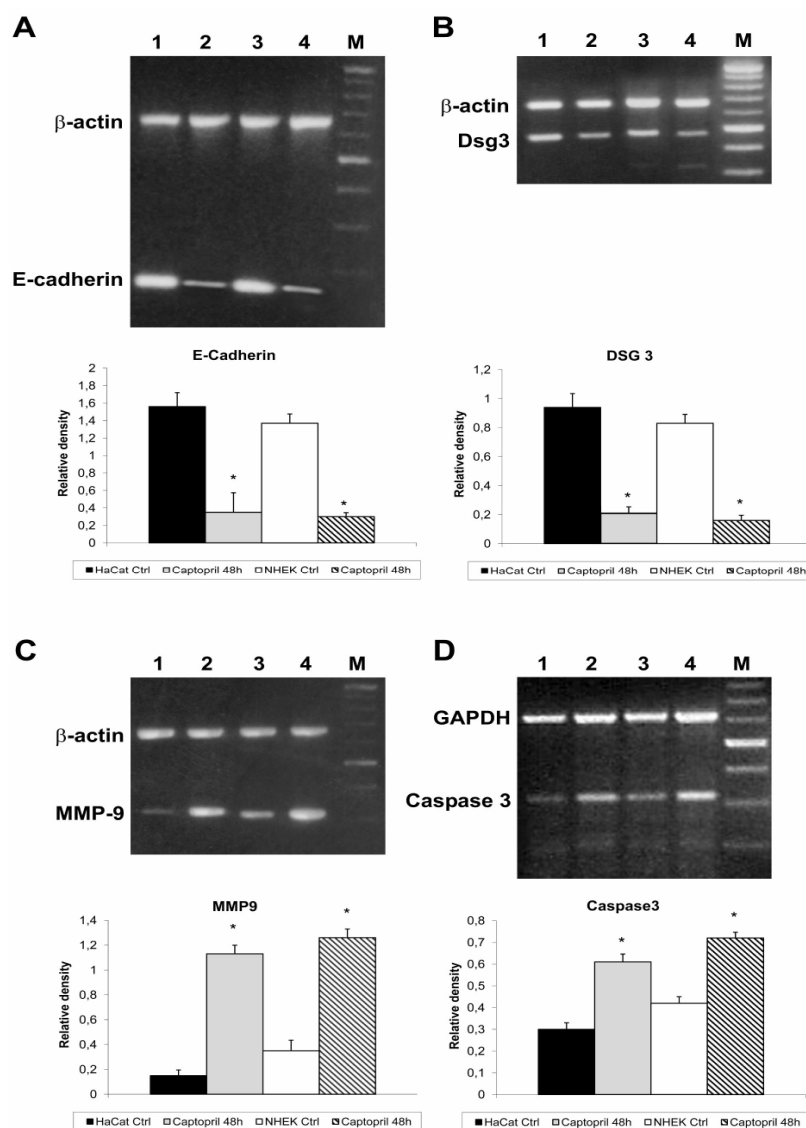 A
1 2 3 4 M
β-actin
E-cadherin
E-Cadherin
Relative density
2
1,8
1,6
1,4
1,2
1
0,8
0,6
0,4
0,2
0
*
*
HaCat Ctrl Captopril 48h NHEK Ctrl Captopril 48h
B
1 2 3 4 M
β-actin
Dsg3
DSG 3
Relative density
1,2
1
0,8
0,6
0,4
0,2
0
*
*
HaCat Ctrl Captopril 48h NHEK Ctrl Captopril 48h
C
1 2 3 4 M
β-actin
MMP-9
MMP9
Relative density
1,4
1,2
1
0,8
0,6
0,4
0,2
0
*
*
HaCat Ctrl Captopril 48h NHEK Ctrl Captopril 48h
D
1 2 3 4 M
GAPDH
Caspase 3
Caspase3
Relative density
0,8
0,7
0,6
0,5
0,4
0,3
0,2
0,1
0
*
*
HaCat Ctrl Captopril 48h NHEK Ctrl Captopril 48h